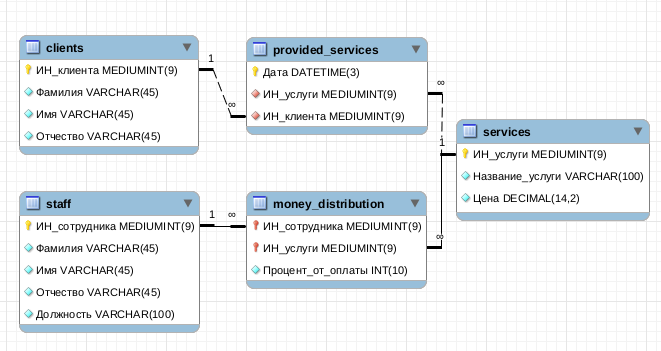 clients
ИН_клиента MEDIUMINT(9)
Фамилия VARCHAR(45)
Имя VARCHAR(45)
Отчество VARCHAR(45)
1
∞
provided_services
Дата DATETIME(3)
ИН_услуги MEDIUMINT(9)
ИН_клиента MEDIUMINT(9)
∞
1
∞
services
ИН_услуги MEDIUMINT(9)
Название_услуги VARCHAR(100)
Цена DECIMAL(14,2)
staff
ИН_сотрудника MEDIUMINT(9)
Фамилия VARCHAR(45)
Имя VARCHAR(45)
Отчество VARCHAR(45)
Должность VARCHAR(100)
1 ∞
money_distribution
ИН_сотрудника MEDIUMINT(9)
ИН_услуги MEDIUMINT(9)
Процент_от_оплаты INT(10)